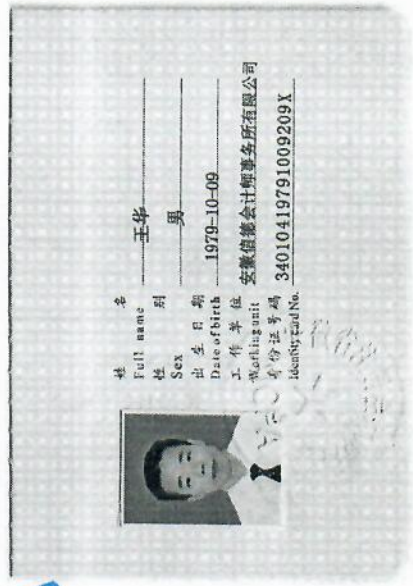 姓 名 王华
Full name
性 别 男
Sex
出 生 日 期 1979-10-09
Date of birth
工 作 单 位 安徽信德会计师事务所有限公司
Working unit
身份证号码 34010419791009209X
Identity card No.